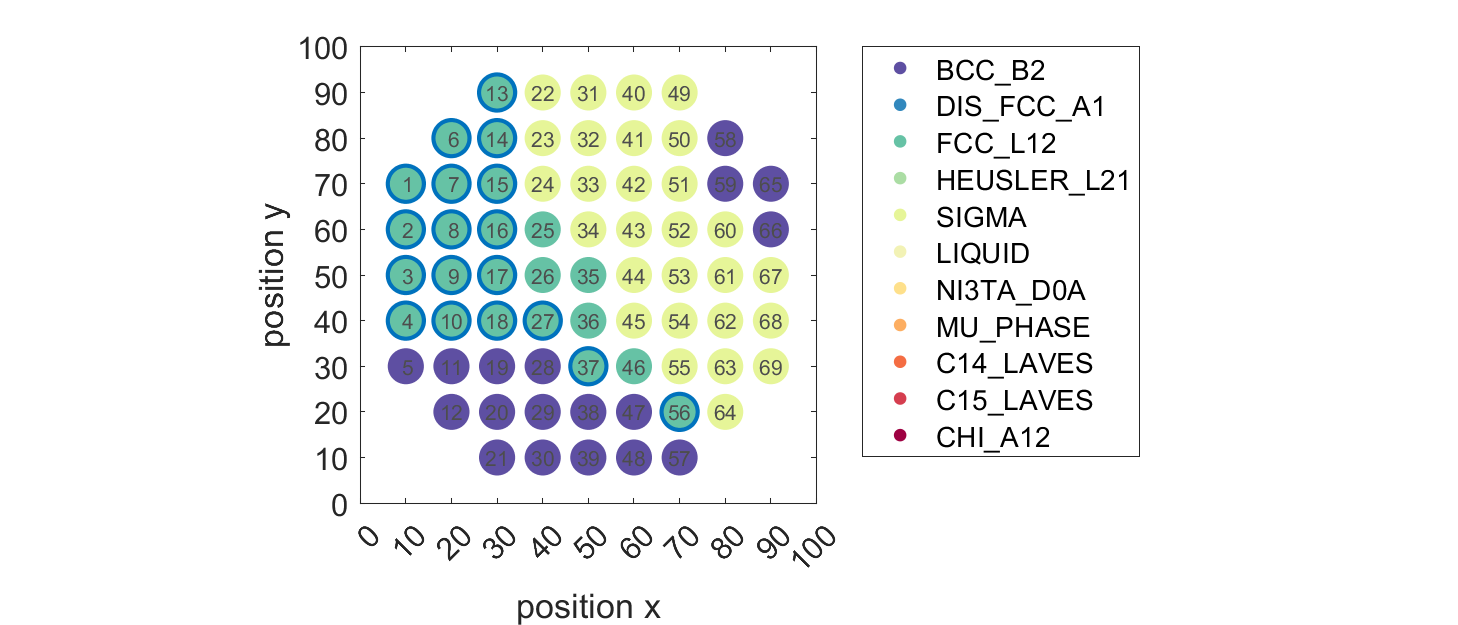 100
90
80
70
60
50
40
30
20
10
0
position y
13 22 31 40 49
6 14 23 32 41 50 58
1 7 15 24 33 42 51 59 65
2 8 16 25 34 43 52 60 66
3 9 17 26 35 44 53 61 67
4 10 18 27 36 45 54 62 68
5 11 19 28 37 46 55 63 69
12 20 29 38 47 56 64
21 30 39 48 57
0 10 20 30 40 50 60 70 80 90 100
position x
BCC_B2
DIS_FCC_A1
FCC_L12
HEUSLER_L21
SIGMA
LIQUID
NI3TA_D0A
MU_PHASE
C14_LAVES
C15_LAVES
CHI_A12